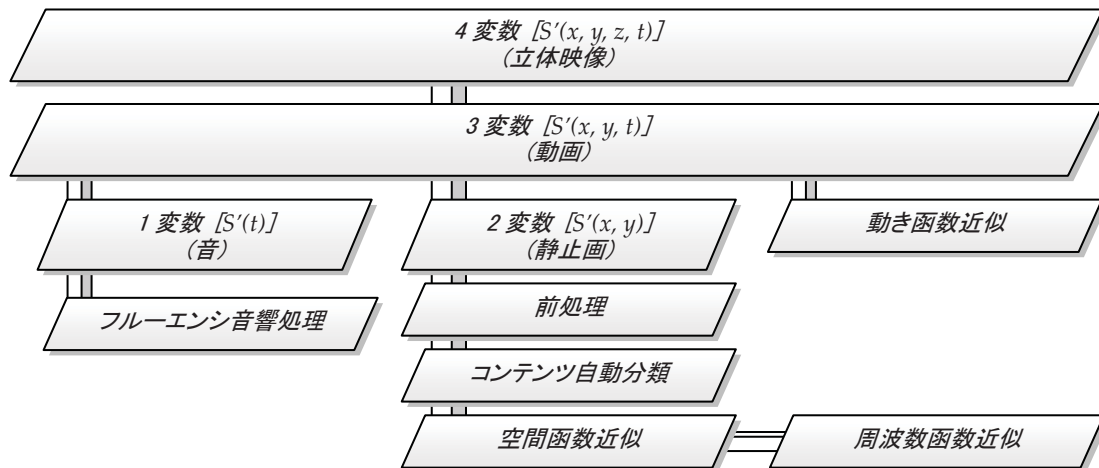 4 変数 [S'(x, y, z, t)]
(立体映像)
3 変数 [S'(x, y, t)]
(動画)
1 変数 [S'(t)]
(音)
2 変数 [S'(x, y)]
(静止画)
動き函数近似
フルーエンシ音響処理
前処理
コンテンツ自動分類
空間函数近似
周波数函数近似